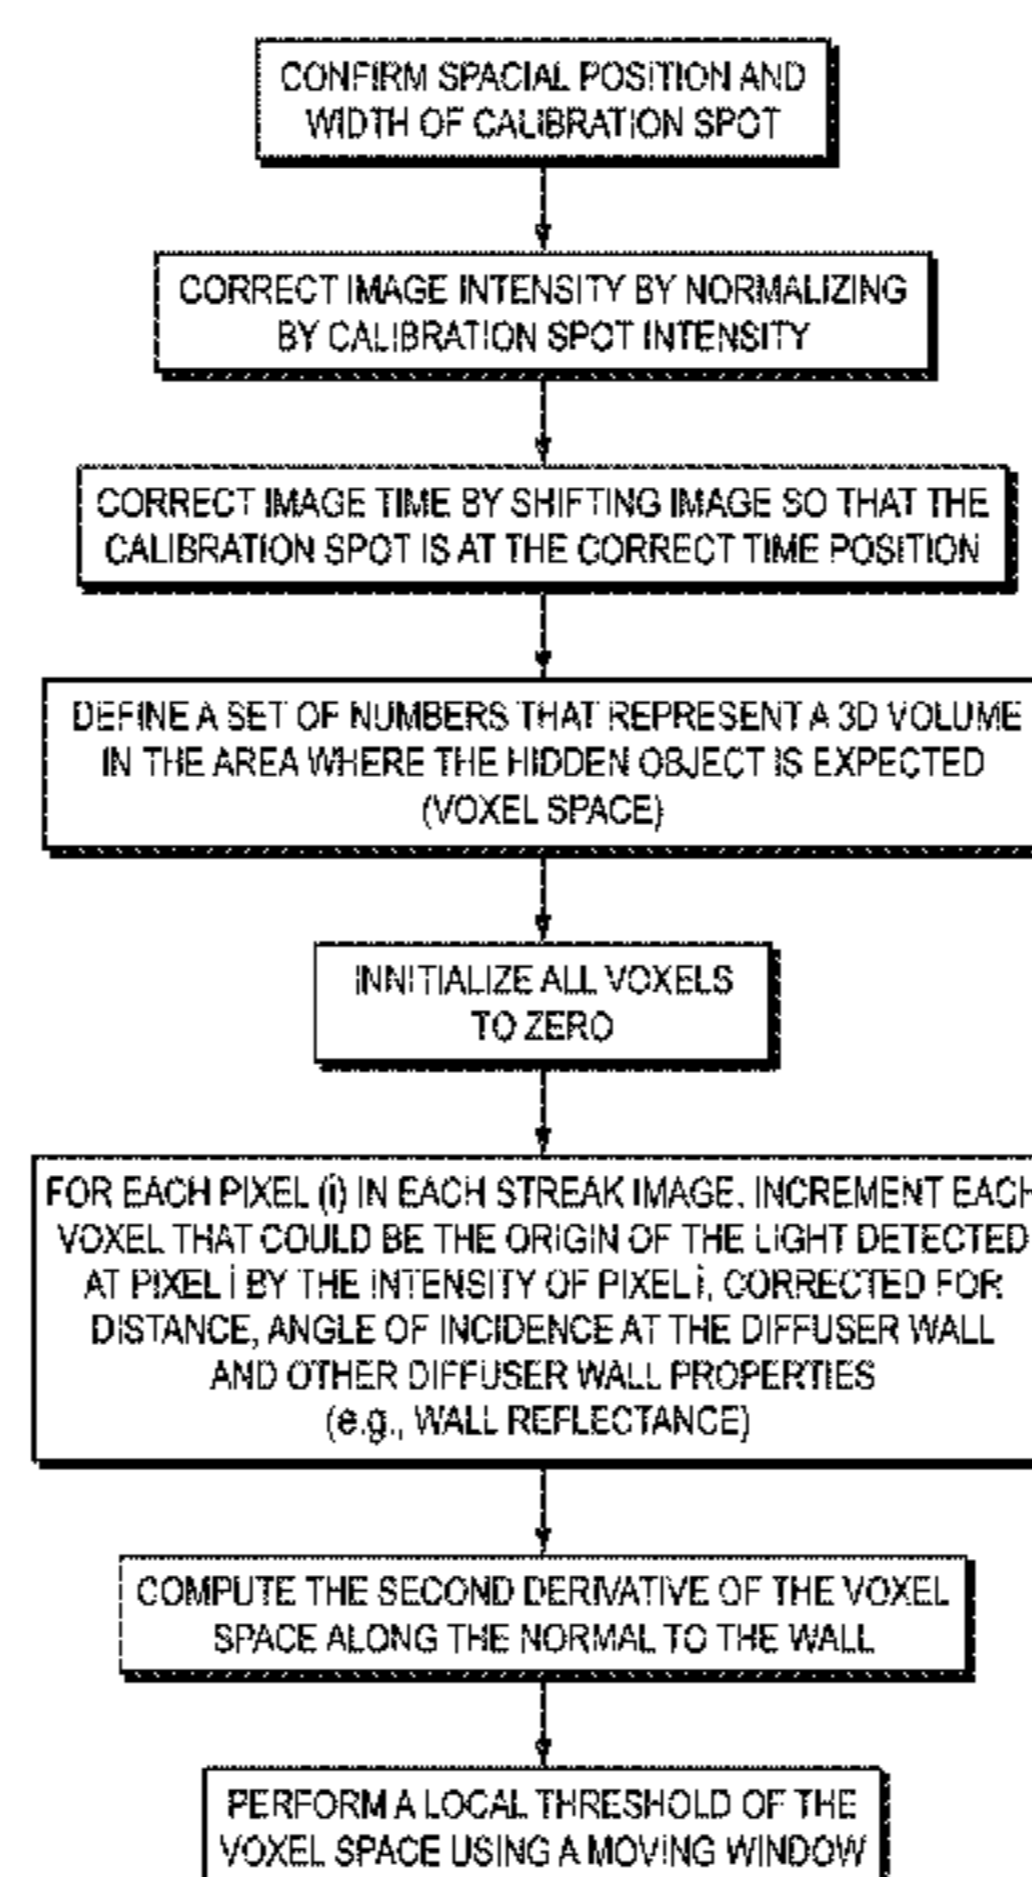 CONFIRM SPACIAL POSITION AND
WIDTH OF CALIBRATION SPOT
CORRECT IMAGE INTENSITY BY NORMALIZING
BY CALIBRATION SPOT INTENSITY
CORRECT IMAGE TIME BY SHIFTING IMAGE SO THAT THE
CALIBRATION SPOT IS AT THE CORRECT TIME POSITION
DEFINE A SET OF NUMBERS THAT REPRESENT A 3D VOLUME
IN THE AREA WHERE THE HIDDEN OBJECT IS EXPECTED
(VOXEL SPACE)
INNITIALIZE ALL VOXELS
TO ZERO
FOR EACH PIXEL (i) IN EACH STREAK IMAGE, INCREMENT EACH
VOXEL THAT COULD BE THE ORIGIN OF THE LIGHT DETECTED
AT PIXEL i BY THE INTENSITY OF PIXEL i, CORRECTED FOR
DISTANCE, ANGLE OF INCIDENCE AT THE DIFFUSER WALL
AND OTHER DIFFUSER WALL PROPERTIES
(e.g., WALL REFLECTANCE)
COMPUTE THE SECOND DERIVATIVE OF THE VOXEL
SPACE ALONG THE NORMAL TO THE WALL
PERFORM A LOCAL THRESHOLD OF THE
VOXEL SPACE USING A MOVING WINDOW